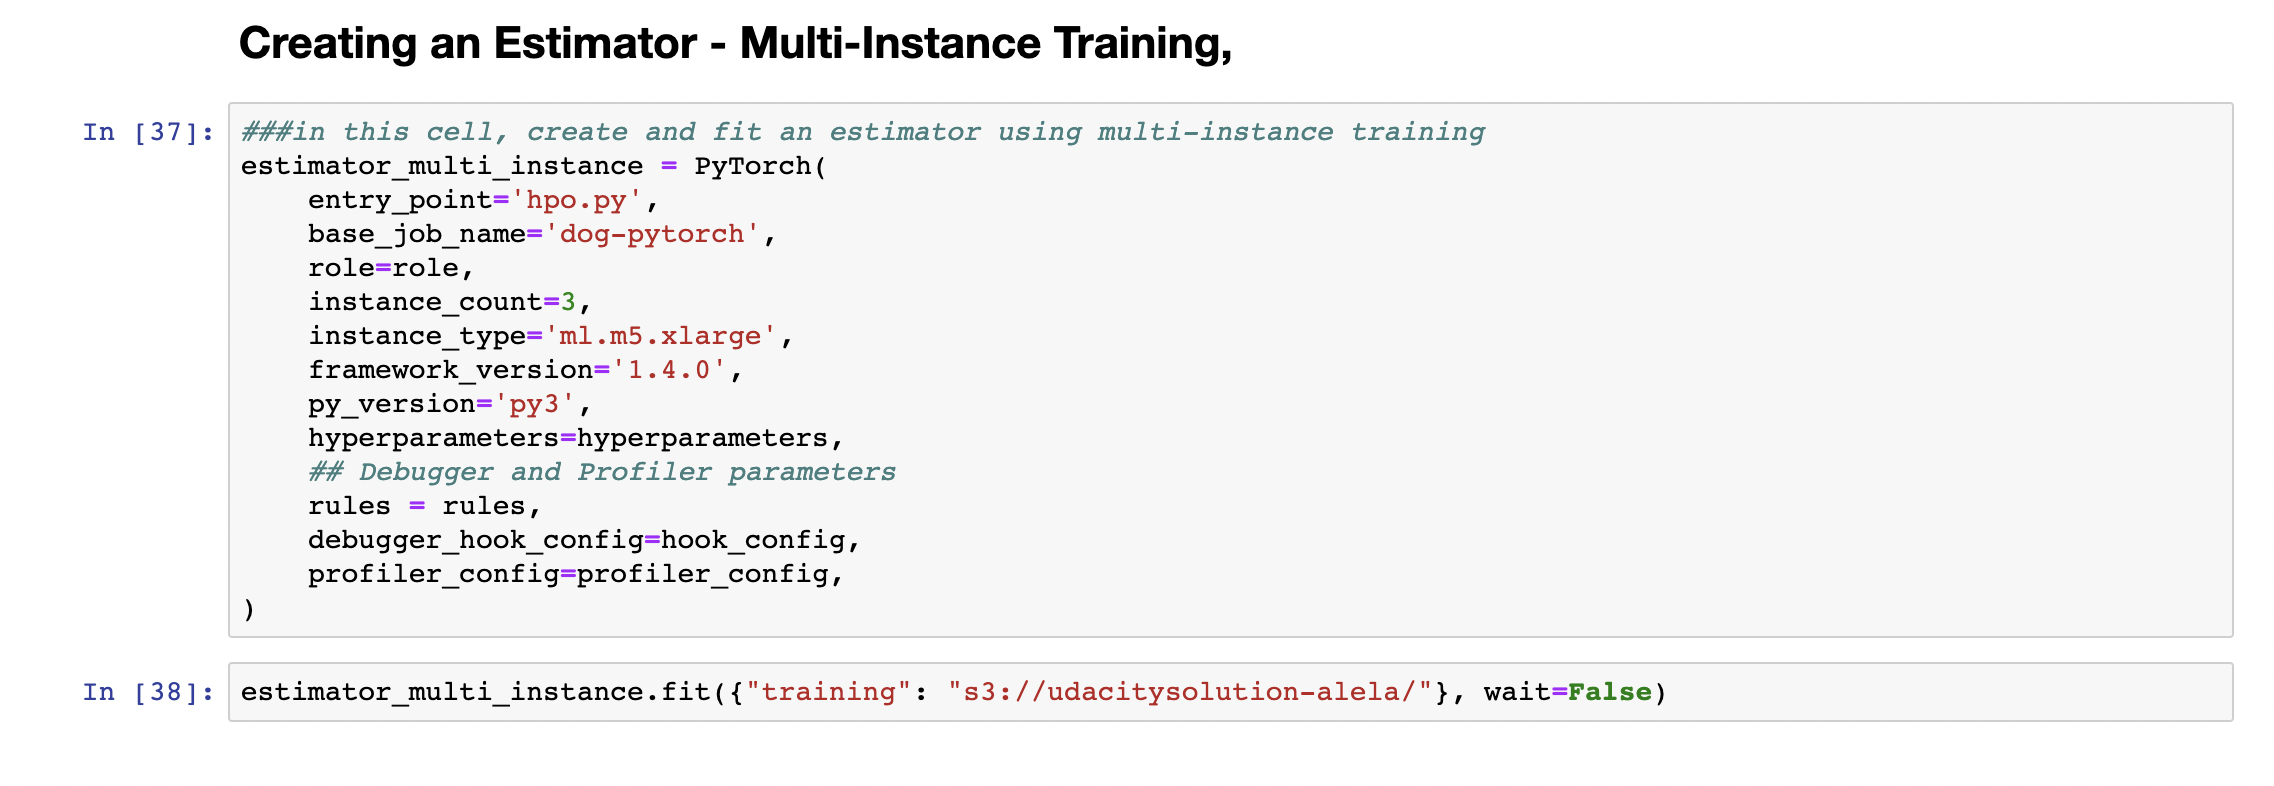 Creating an Estimator - Multi-Instance Training,
In [37]:
###in this cell, create and fit an estimator using multi-instance training
estimator_multi_instance = PyTorch(
    entry_point='hpo.py',
    base_job_name='dog-pytorch',
    role=role,
    instance_count=3,
    instance_type='ml.m5.xlarge',
    framework_version='1.4.0',
    py_version='py3',
    hyperparameters=hyperparameters,
    ## Debugger and Profiler parameters
    rules = rules,
    debugger_hook_config=hook_config,
    profiler_config=profiler_config,
)
In [38]:
estimator_multi_instance.fit({"training": "s3://udacitysolution-alela/"}, wait=False)